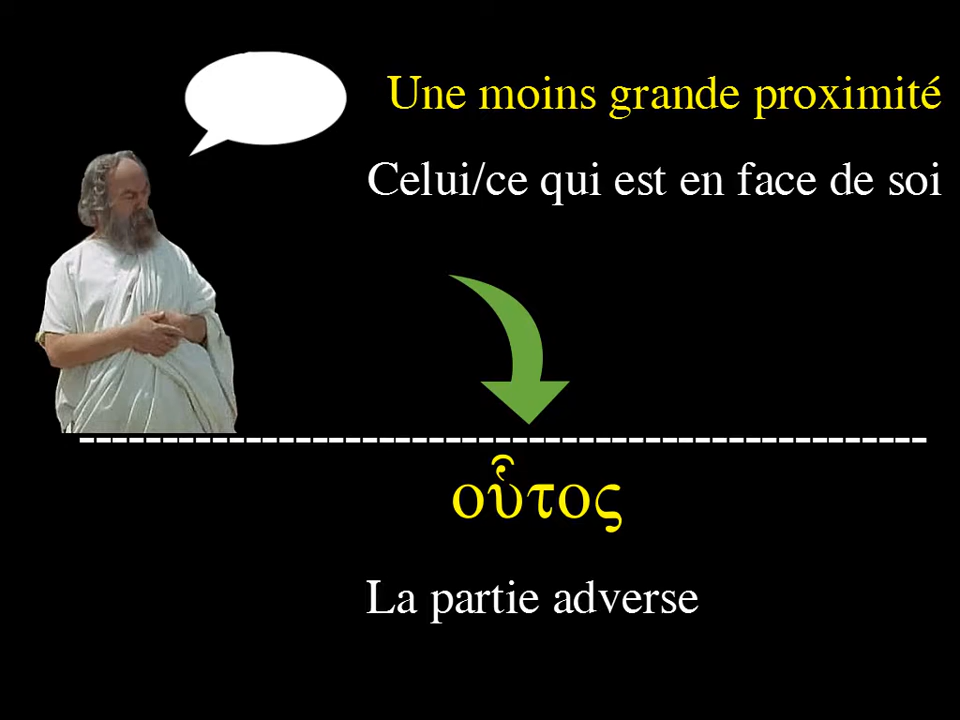 Une moins grande proximité
Celui/ce qui est en face de soi
οὗτος
La partie adverse